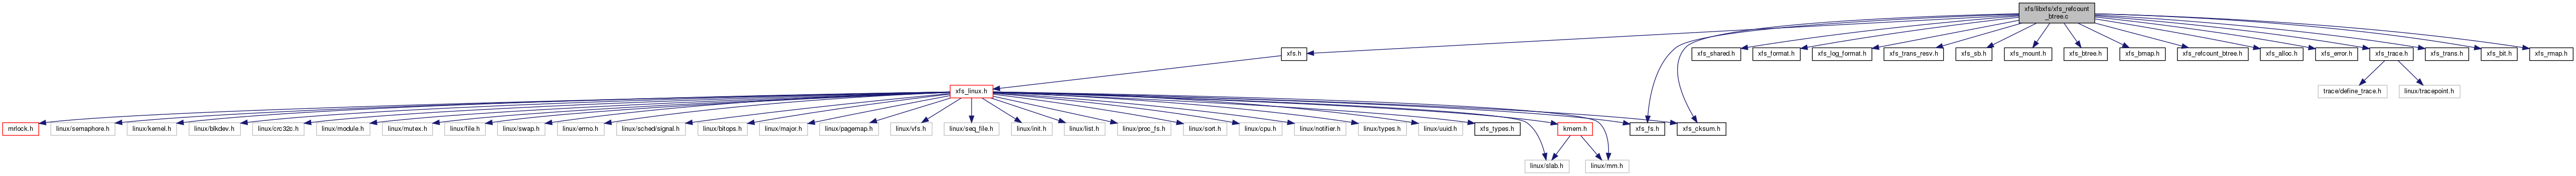 xfs/libxfs/xfs_refcount
_btree.c
xfs.h
xfs_shared.h
xfs_format.h
xfs_log_format.h
xfs_trans_resv.h
xfs_sb.h
xfs_mount.h
xfs_btree.h
xfs_bmap.h
xfs_refcount_btree.h
xfs_alloc.h
xfs_error.h
xfs_trace.h
xfs_trans.h
xfs_bit.h
xfs_rmap.h
xfs_linux.h
trace/define_trace.h
linux/tracepoint.h
mrlock.h
linux/semaphore.h
linux/kernel.h
linux/blkdev.h
linux/crc32c.h
linux/module.h
linux/mutex.h
linux/file.h
linux/swap.h
linux/errno.h
linux/sched/signal.h
linux/bitops.h
linux/major.h
linux/pagemap.h
linux/vfs.h
linux/seq_file.h
linux/init.h
linux/list.h
linux/proc_fs.h
linux/sort.h
linux/cpu.h
linux/notifier.h
linux/types.h
linux/uuid.h
xfs_types.h
kmem.h
xfs_fs.h
xfs_cksum.h
linux/slab.h
linux/mm.h